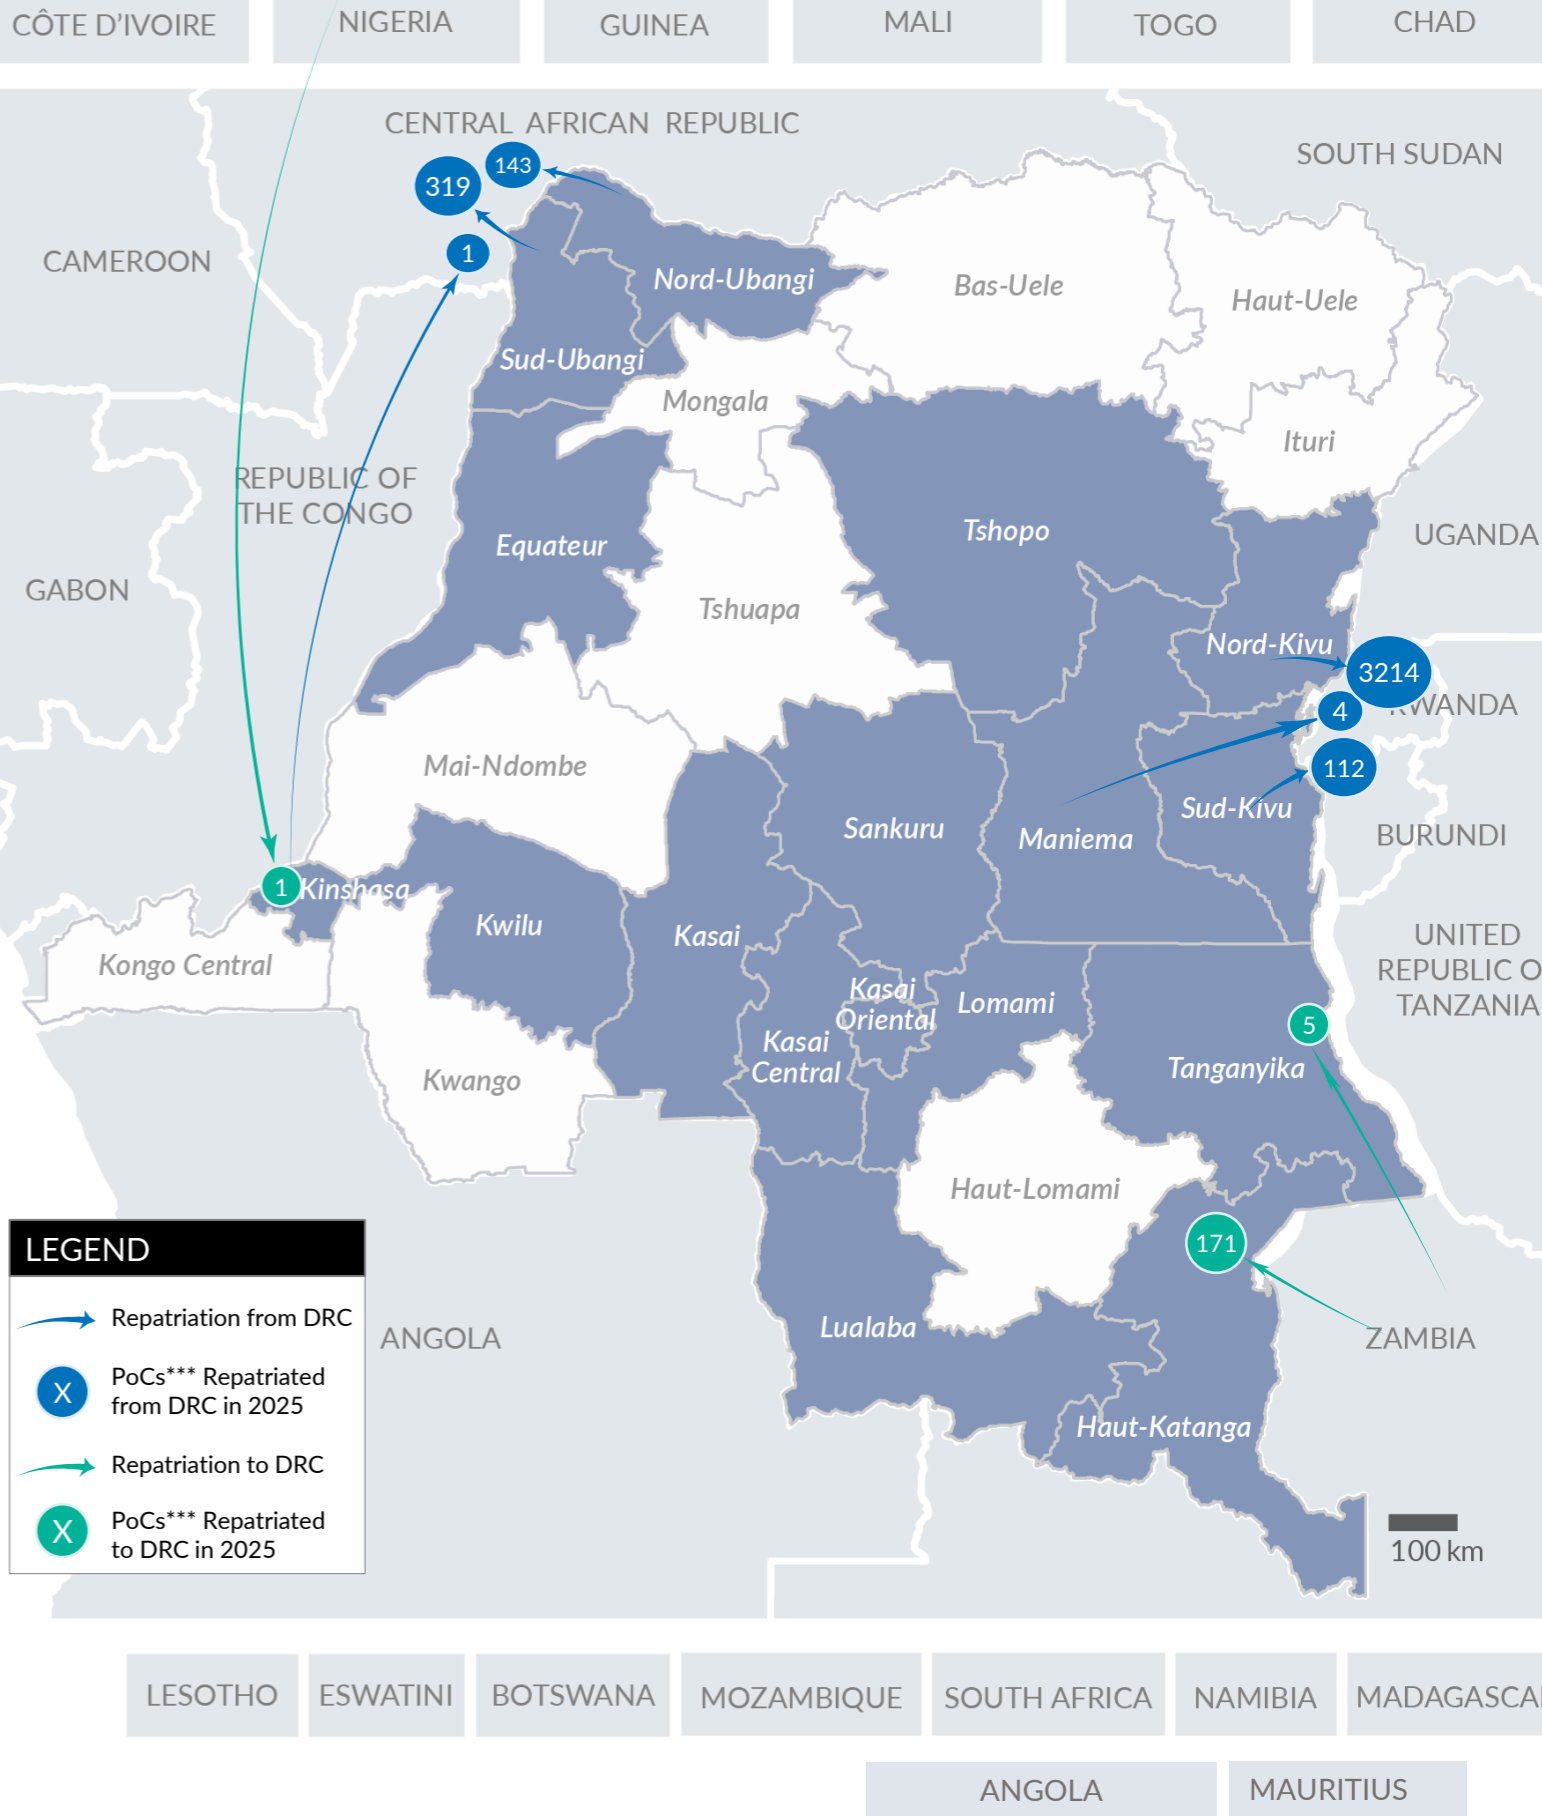 CÔTE D’IVOIRE
NIGERIA
GUINEA
MALI
TOGO
CHAD
CENTRAL AFRICAN REPUBLIC
SOUTH SUDAN
143
319
1
CAMEROON
Nord-Ubangi
Bas-Uele
Haut-Uele
Sud-Ubangi
Mongala
Ituri
REPUBLIC OF
THE CONGO
Equateur
Tshopo
UGANDA
GABON
Tshuapa
Nord-Kivu
3214
4
RWANDA
Mai-Ndombe
112
Sankuru
Maniema
Sud-Kivu
BURUNDI
1
Kinshasa
Kwilu
Kasai
UNITED
REPUBLIC O
TANZANIA
Kongo Central
Kasai
Oriental
Lomami
5
Kasai
Central
Tanganyika
Kwango
Haut-Lomami
171
LEGEND
Repatriation from DRC
X
PoCs*** Repatriated
from DRC in 2025
Repatriation to DRC
X
PoCs*** Repatriated
to DRC in 2025
ANGOLA
Lualaba
ZAMBIA
Haut-Katanga
100 km
LESOTHO
ESWATINI
BOTSWANA
MOZAMBIQUE
SOUTH AFRICA
NAMIBIA
MADAGASCA
ANGOLA
MAURITIUS